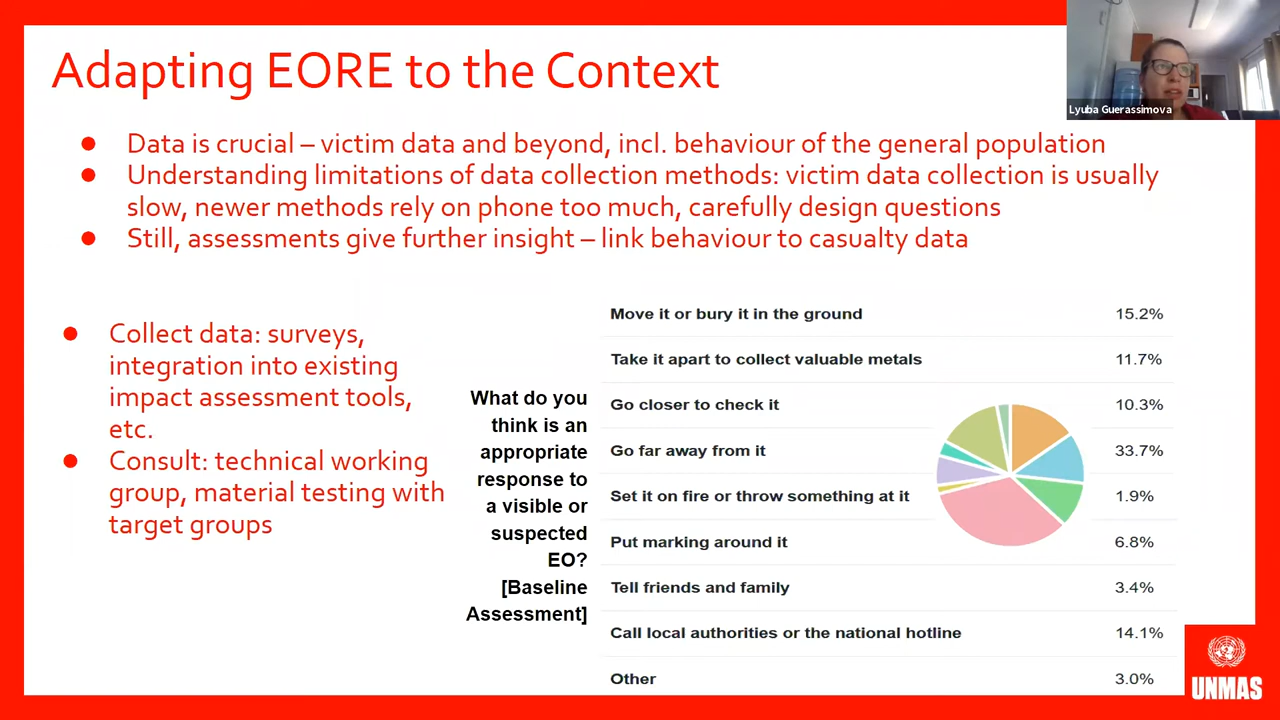 Adapting EORE to the Context
Lyuba Guerassimova
● Data is crucial – victim data and beyond, incl. behaviour of the general population
● Understanding limitations of data collection methods: victim data collection is usually
slow, newer methods rely on phone too much, carefully design questions
● Still, assessments give further insight – link behaviour to casualty data
● Collect data: surveys,
integration into existing
impact assessment tools,
etc.
● Consult: technical working
group, material testing with
target groups
What do you
think is an
appropriate
response to
a visible or
suspected
EO?
[Baseline
Assessment]
Move it or bury it in the ground 15.2%
Take it apart to collect valuable metals 11.7%
Go closer to check it 10.3%
Go far away from it 33.7%
Set it on fire or throw something at it 1.9%
Put marking around it 6.8%
Tell friends and family 3.4%
Call local authorities or the national hotline 14.1%
Other 3.0%
UNMAS